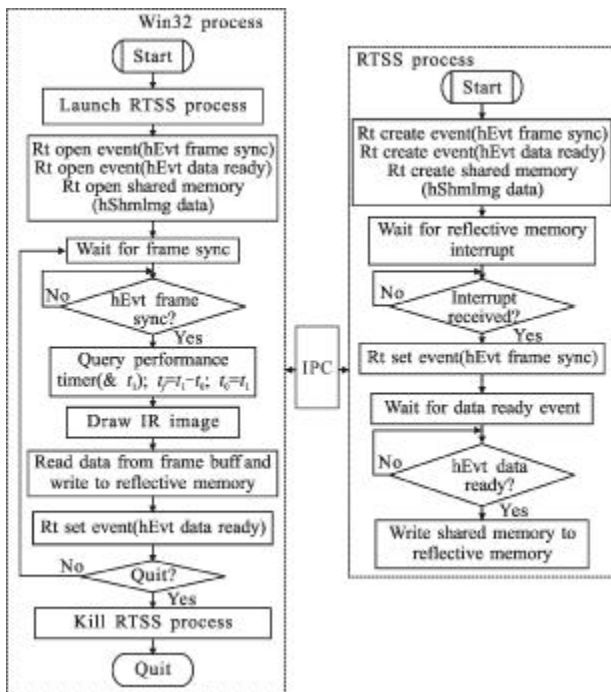 Win32 process
Start
Launch RTSS process
Rt open event(hEvt frame sync)
Rt open event(hEvt data ready)
Rt open shared memory
(hShmImg data)
Wait for frame sync
No
hEvt frame
sync?
Yes
Query performance
timer(& t₁); tf=t₁−t₀; t₀=t₁
Draw IR image
Read data from frame buff and
write to reflective memory
Rt set event(hEvt data ready)
No
Quit?
Yes
Kill RTSS process
Quit
IPC
RTSS process
Start
Rt create event(hEvt frame sync)
Rt create event(hEvt data ready)
Rt create shared memory
(hShmImg data)
Wait for reflective memory
interrupt
No
Interrupt
received?
Yes
Rt set event(hEvt frame sync)
Wait for data ready event
No
hEvt data
ready?
Yes
Write shared memory to
reflective memory